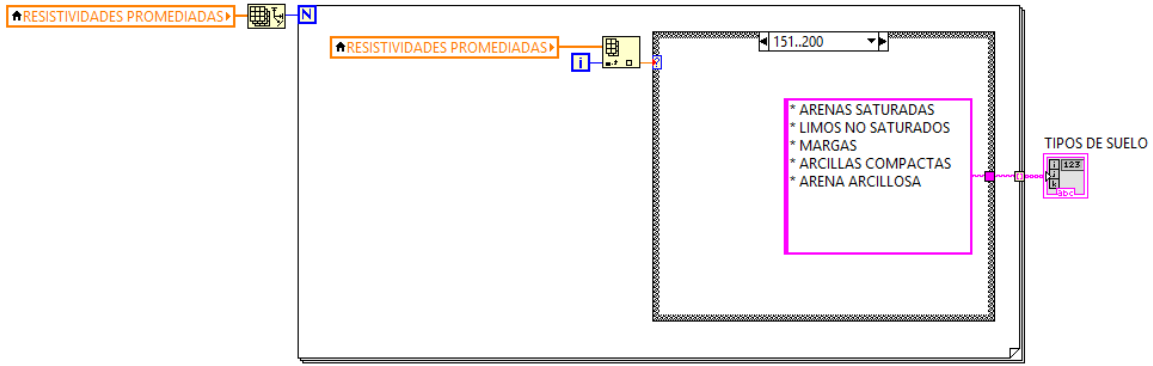 RESISTIVIDADES PROMEDIADAS
N
RESISTIVIDADES PROMEDIADAS
i
151..200
?
* ARENAS SATURADAS
* LIMOS NO SATURADOS
* MARGAS
* ARCILLAS COMPACTAS
* ARENA ARCILLOSA
TIPOS DE SUELO
i 123
j
k
abc